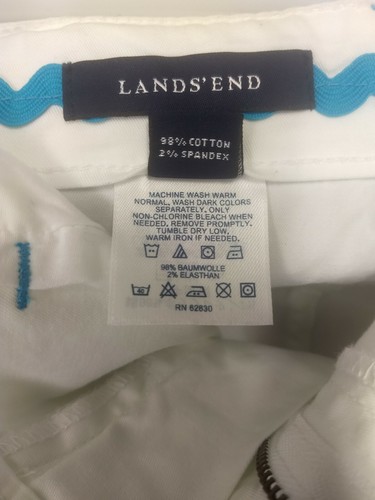 LANDS'END
98% COTTON
2% SPANDEX
MACHINE WASH WARM
NORMAL, WASH DARK COLORS
SEPARATELY. ONLY
NON-CHLORINE BLEACH WHEN
NEEDED. REMOVE PROMPTLY.
TUMBLE DRY LOW.
WARM IRON IF NEEDED.
98% BAUMWOLLE
2% ELASTHAN
40
RN 62830